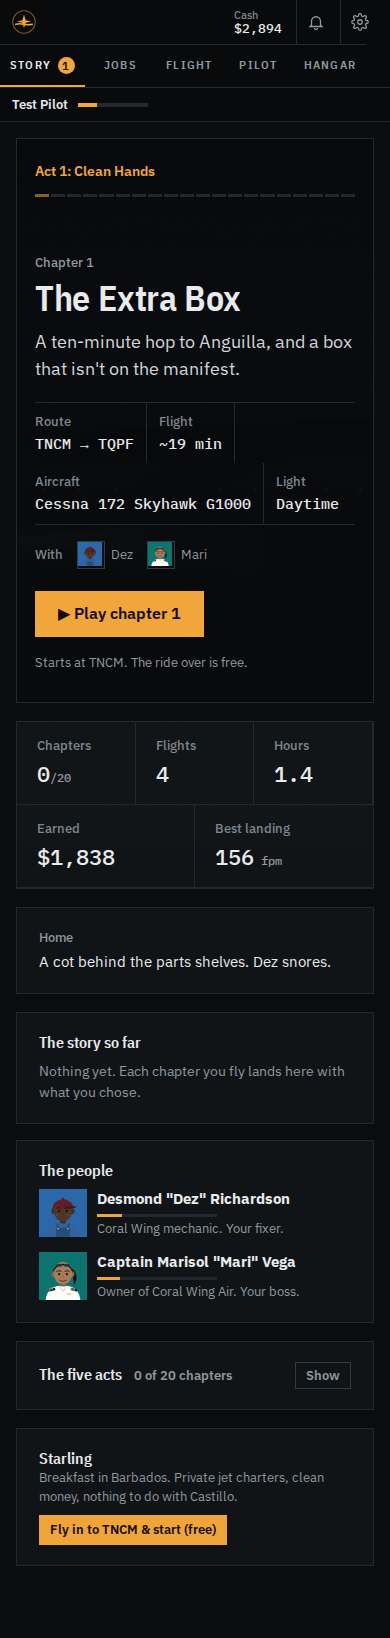 Cash
$2,894
STORY 1 JOBS FLIGHT PILOT HANGAR
Test Pilot
Act 1: Clean Hands
Chapter 1
The Extra Box
A ten-minute hop to Anguilla, and a box
that isn't on the manifest.
Route Flight
TNCM → TQPF ~19 min
Aircraft Light
Cessna 172 Skyhawk G1000 Daytime
With Dez Mari
▶ Play chapter 1
Starts at TNCM. The ride over is free.
Chapters Flights Hours
0/20 4 1.4
Earned Best landing
$1,838 156 fpm
Home
A cot behind the parts shelves. Dez snores.
The story so far
Nothing yet. Each chapter you fly lands here with
what you chose.
The people
Desmond "Dez" Richardson
Coral Wing mechanic. Your fixer.
Captain Marisol "Mari" Vega
Owner of Coral Wing Air. Your boss.
The five acts 0 of 20 chapters Show
Starling
Breakfast in Barbados. Private jet charters, clean
money, nothing to do with Castillo.
Fly in to TNCM & start (free)